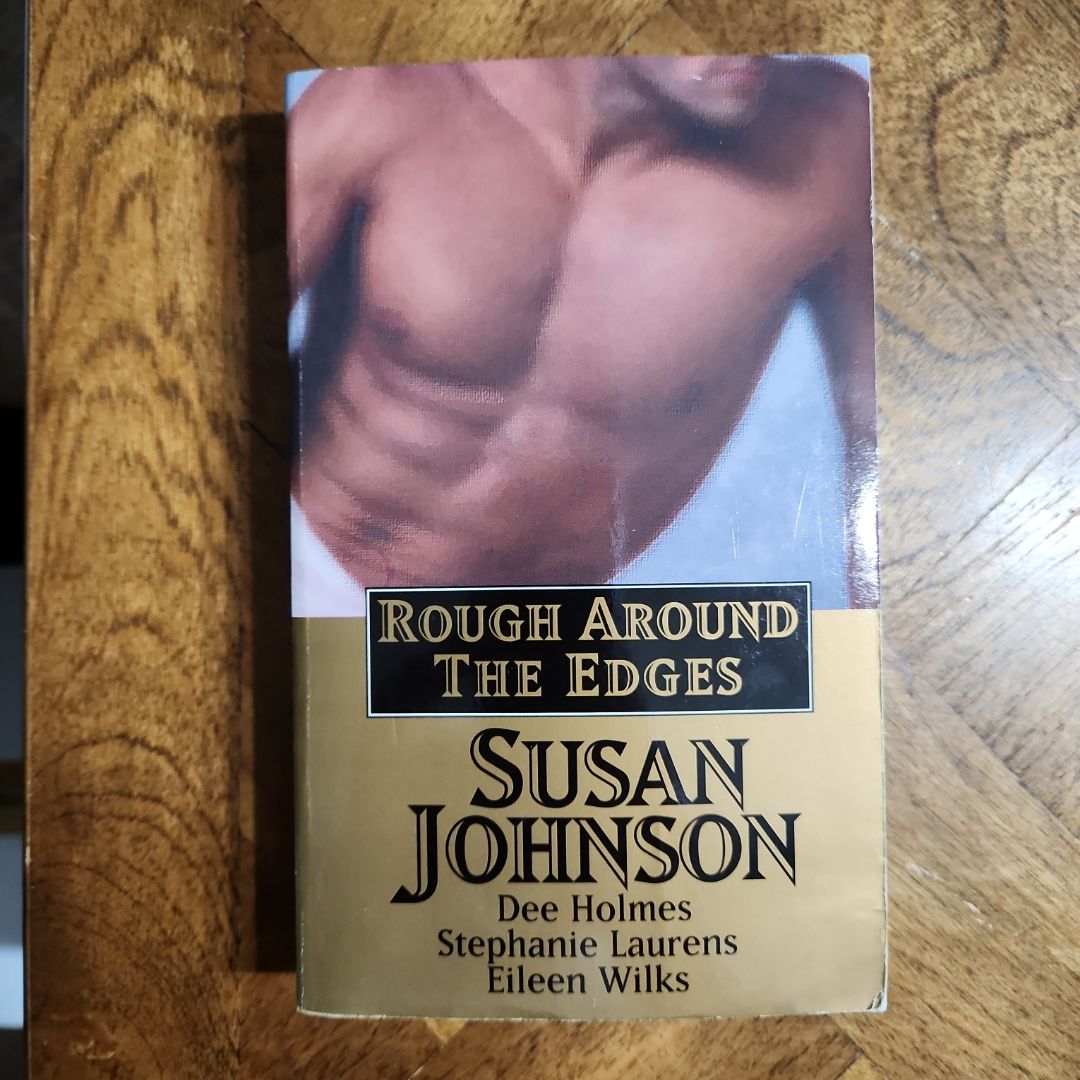 ROUGH AROUND
THE EDGES
SUSAN
JOHNSON
Dee Holmes
Stephanie Laurens
Eileen Wilks